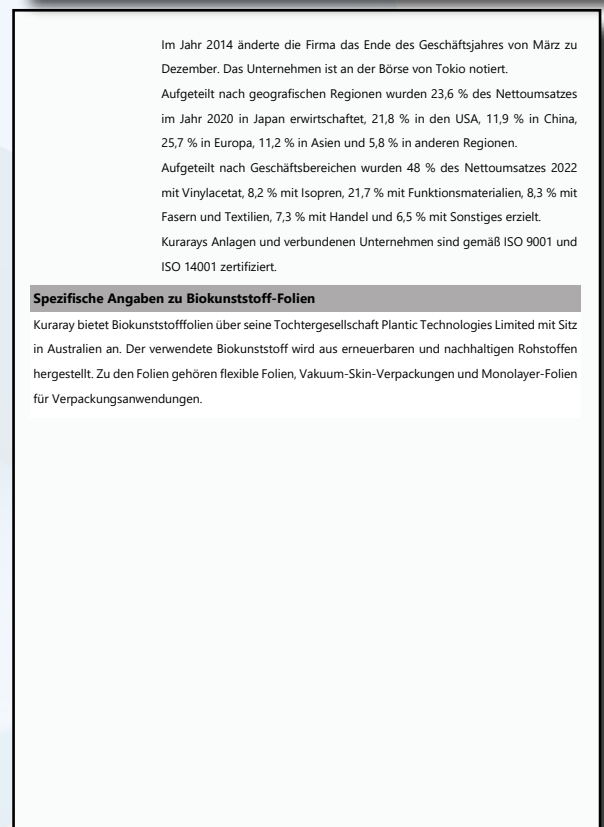 Im Jahr 2014 änderte die Firma das Ende des Geschäftsjahres von März zu
Dezember. Das Unternehmen ist an der Börse von Tokio notiert.
Aufgeteilt nach geografischen Regionen wurden 23,6 % des Nettoumsatzes
im Jahr 2020 in Japan erwirtschaftet, 21,8 % in den USA, 11,9 % in China,
25,7 % in Europa, 11,2 % in Asien und 5,8 % in anderen Regionen.
Aufgeteilt nach Geschäftsbereichen wurden 48 % des Nettoumsatzes 2022
mit Vinylacetat, 8,2 % mit Isopren, 21,7 % mit Funktionsmaterialien, 8,3 % mit
Fasern und Textilien, 7,3 % mit Handel und 6,5 % mit Sonstiges erzielt.
Kurarays Anlagen und verbundenen Unternehmen sind gemäß ISO 9001 und
ISO 14001 zertifiziert.
Spezifische Angaben zu Biokunststoff-Folien
Kuraray bietet Biokunststofffolien über seine Tochtergesellschaft Plantic Technologies Limited mit Sitz
in Australien an. Der verwendete Biokunststoff wird aus erneuerbaren und nachhaltigen Rohstoffen
hergestellt. Zu den Folien gehören flexible Folien, Vakuum-Skin-Verpackungen und Monolayer-Folien
für Verpackungsanwendungen.